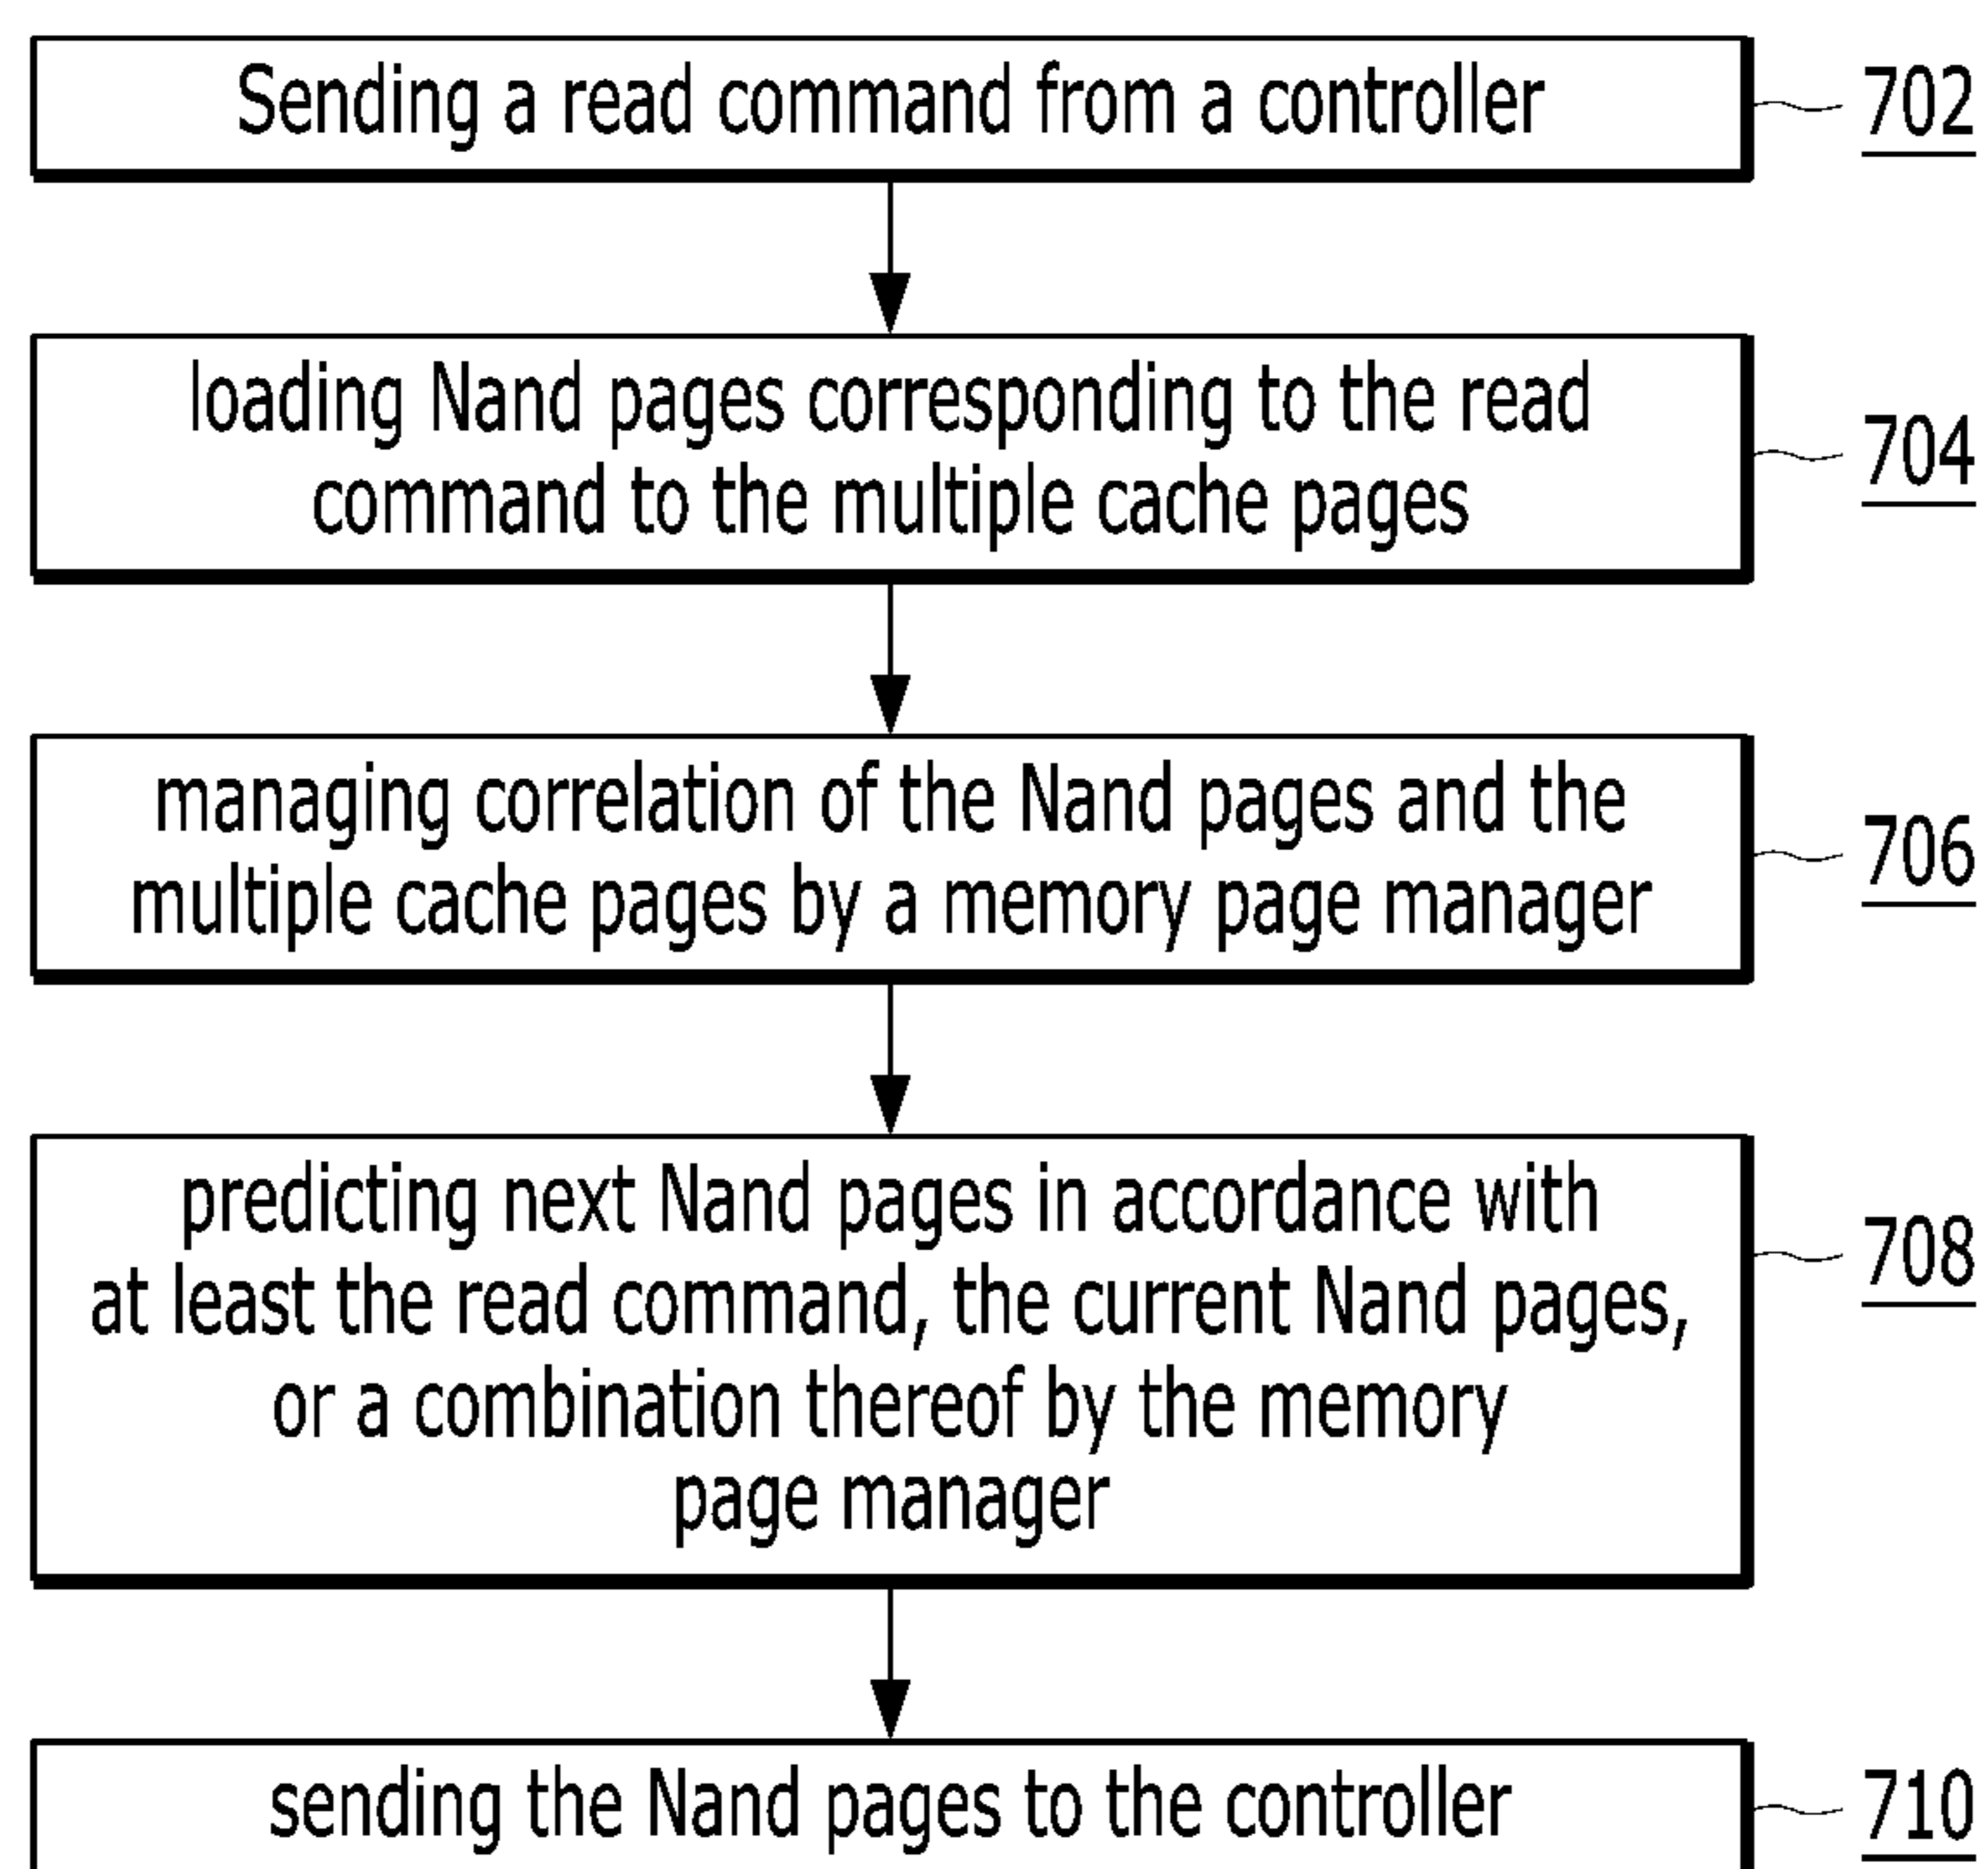 Sending a read command from a controller
702
loading Nand pages corresponding to the read
command to the multiple cache pages
704
managing correlation of the Nand pages and the
multiple cache pages by a memory page manager
706
predicting next Nand pages in accordance with
at least the read command, the current Nand pages,
or a combination thereof by the memory
page manager
708
sending the Nand pages to the controller
710